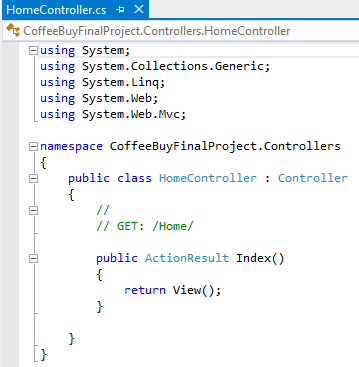 HomeController.cs
CoffeeBuyFinalProject.Controllers.HomeController
using System;
using System.Collections.Generic;
using System.Linq;
using System.Web;
using System.Web.Mvc;
namespace CoffeeBuyFinalProject.Controllers
{
public class HomeController : Controller
{
//
// GET: /Home/
public ActionResult Index()
{
return View();
}
}
}